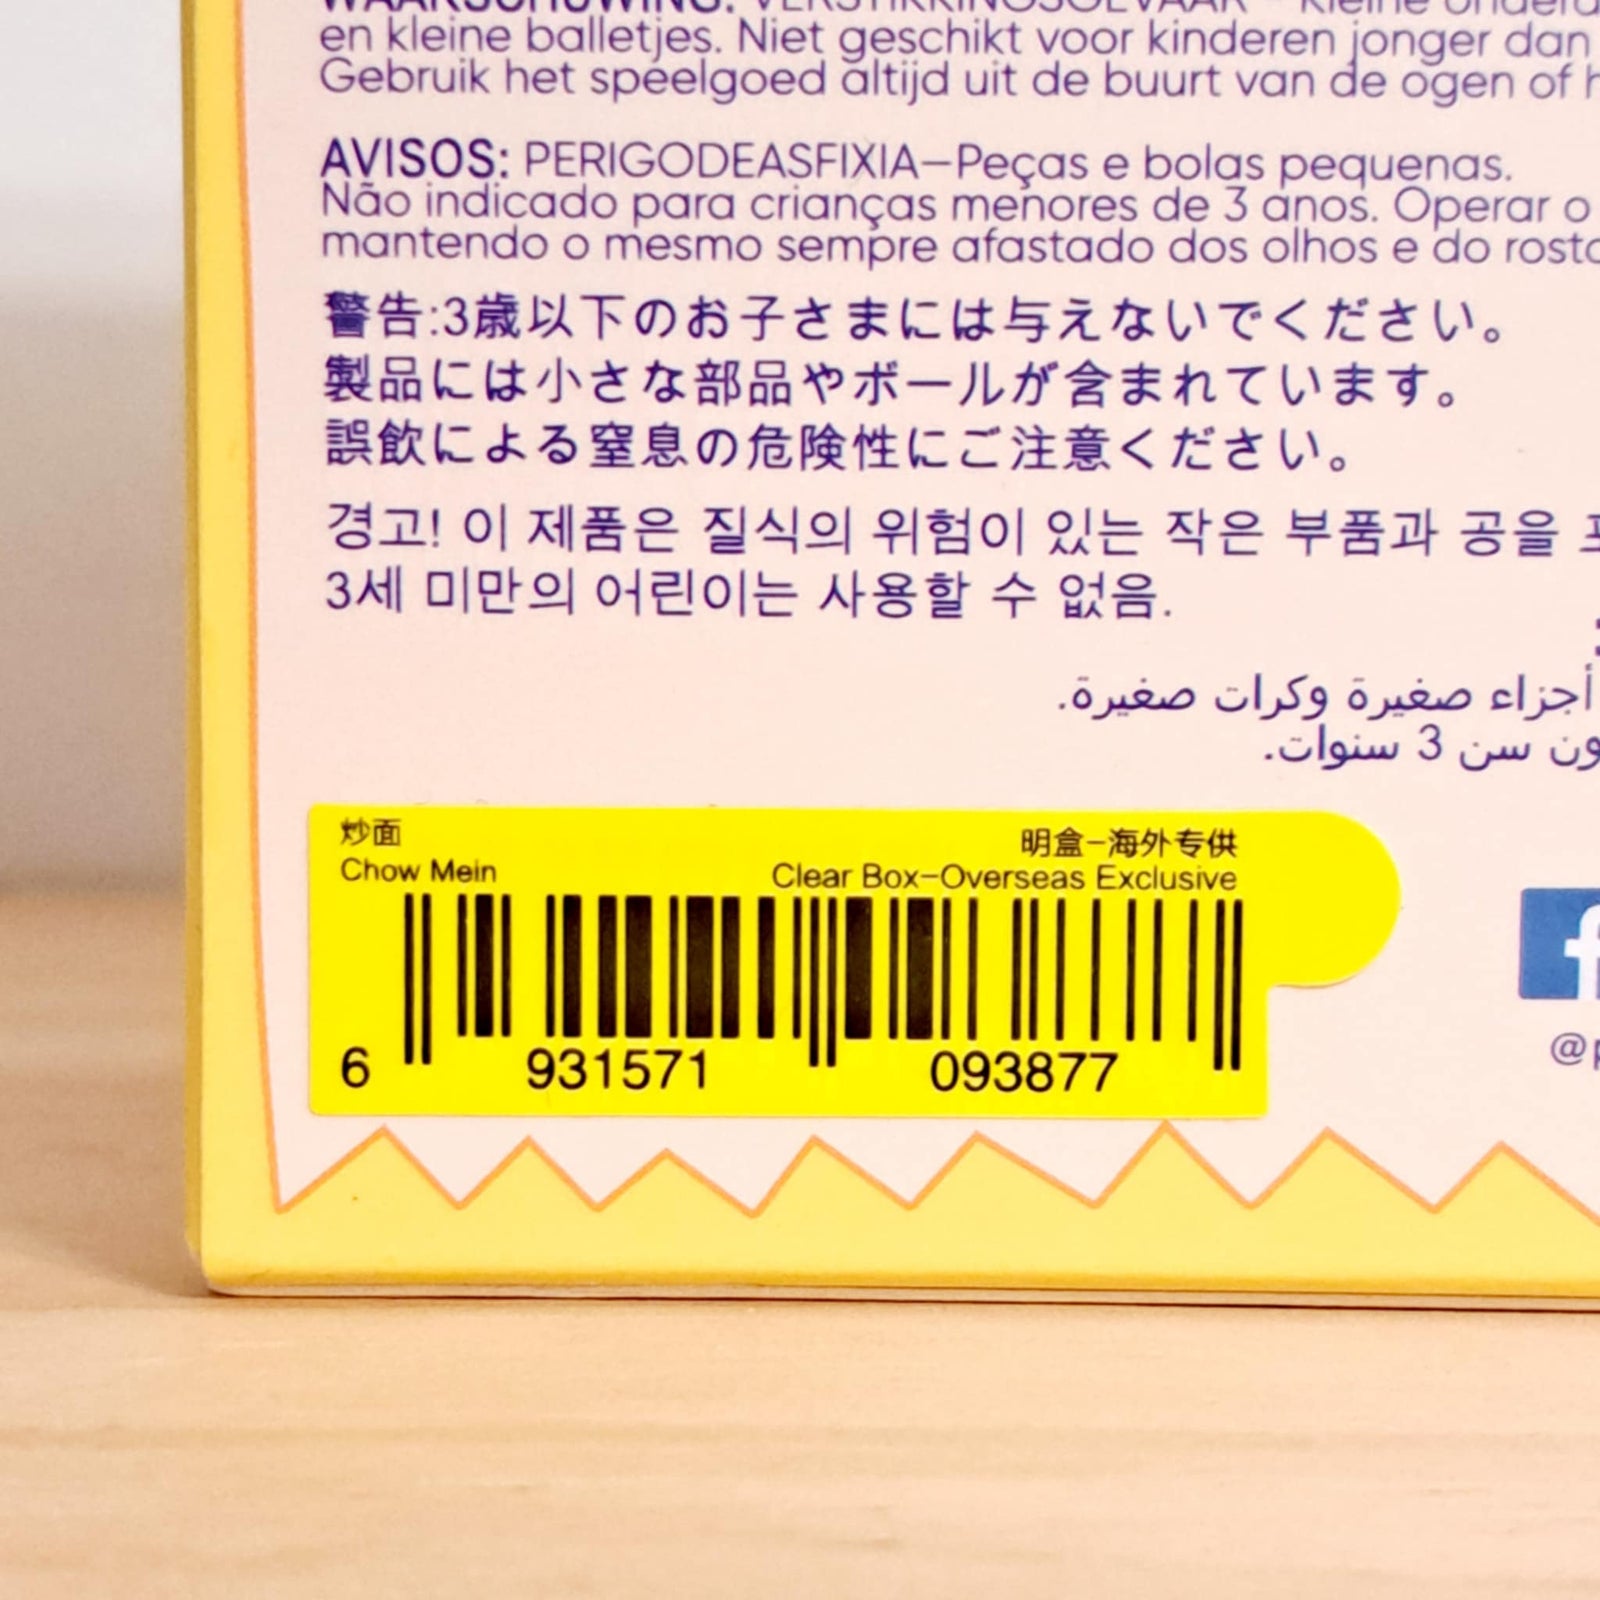 WAARSCHUWING: VERSTIKKINGSGEVAAR - Kleine
en kleine balletjes. Niet geschikt voor kinderen jonger dan
Gebruik het speelgoed altijd uit de buurt van de ogen of
AVISOS: PERIGODEASFIXIA—Peças e bolas pequenas.
Não indicado para crianças menores de 3 anos. Operar o
mantendo o mesmo sempre afastado dos olhos e do
警告:3歳以下のお子さまには与えないでください。
製品には小さな部品やボールが含まれています。
誤飲による窒息の危険性にご注意ください。
경고! 이 제품은 질식의 위험이 있는 작은 부품과 공을
3세 미만의 어린이는 사용할 수 없음.
أجزاء صغيرة وكرات صغيرة.
سن 3 سنوات.
炒面
Chow Mein
明盒-海外专供
Clear Box-Overseas Exclusive
6 931571 093877
f